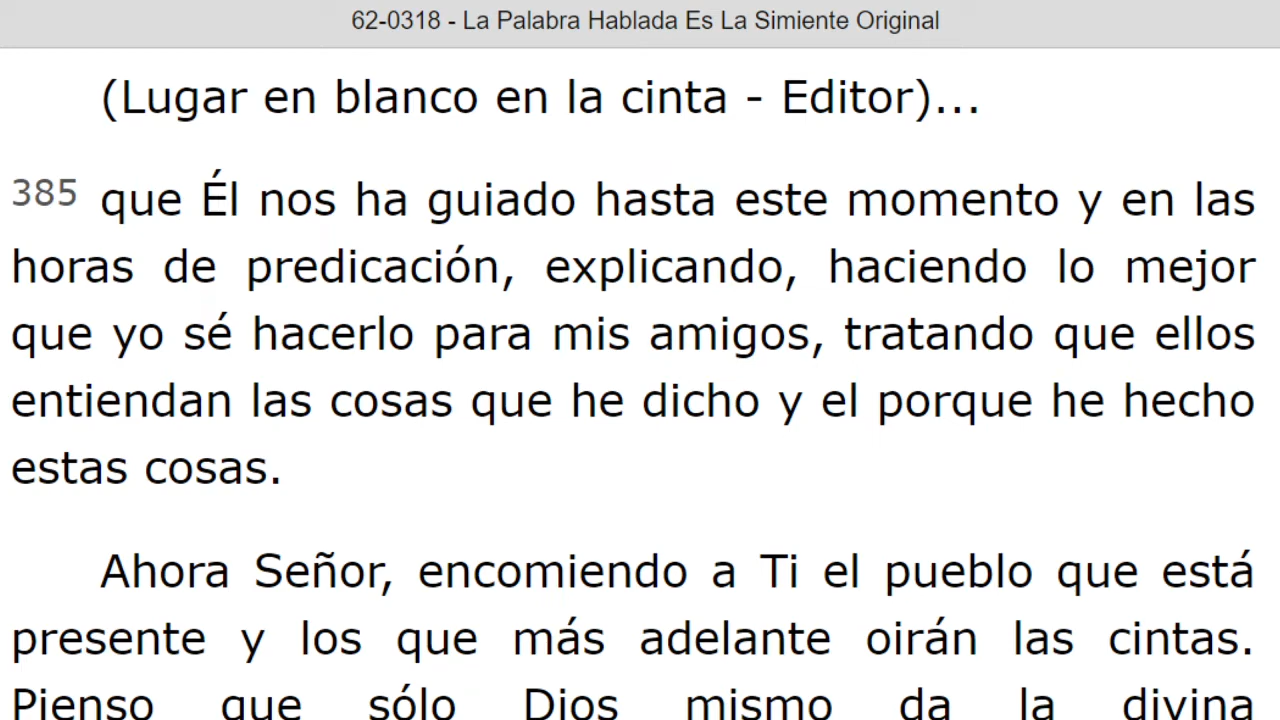 62-0318 - La Palabra Hablada Es La Simiente Original
(Lugar en blanco en la cinta - Editor)...
385 que Él nos ha guiado hasta este momento y en las
horas de predicación, explicando, haciendo lo mejor
que yo sé hacerlo para mis amigos, tratando que ellos
entiendan las cosas que he dicho y el porque he hecho
estas cosas.
Ahora Señor, encomiendo a Ti el pueblo que está
presente y los que más adelante oirán las cintas.
Pienso que sólo Dios mismo da la divina